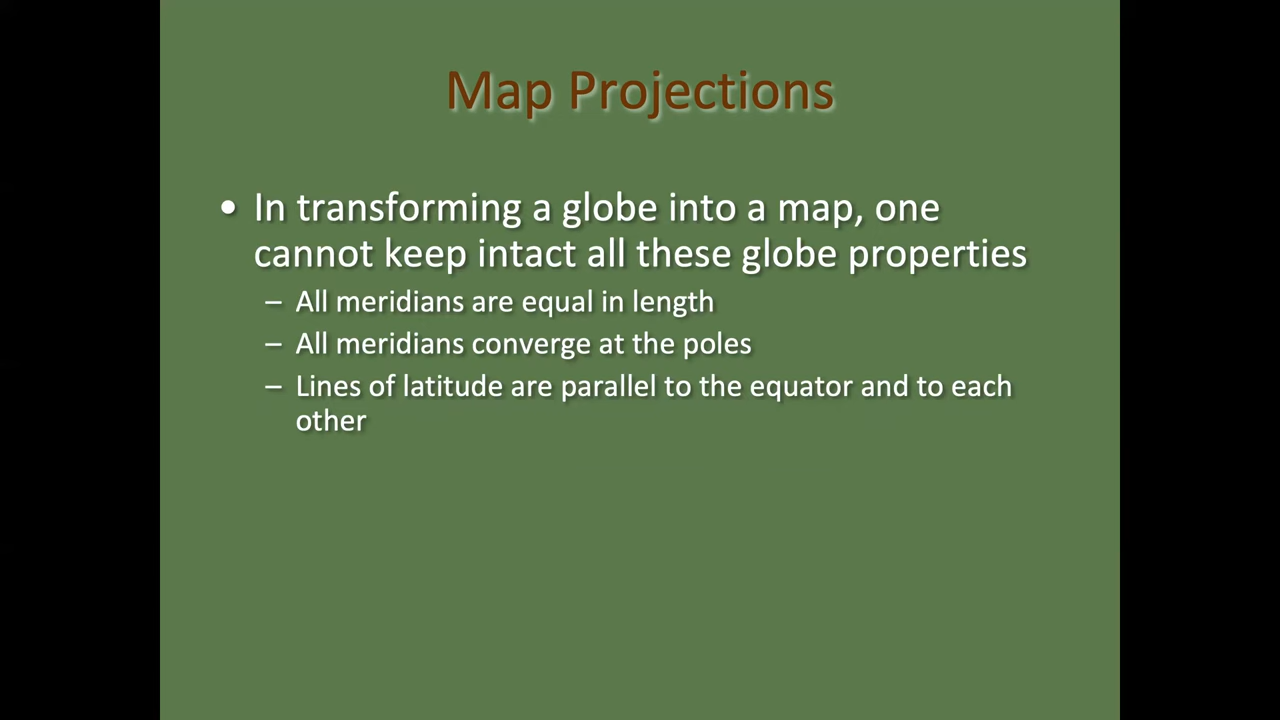 Map Projections
• In transforming a globe into a map, one
cannot keep intact all these globe properties
– All meridians are equal in length
– All meridians converge at the poles
– Lines of latitude are parallel to the equator and to each
other